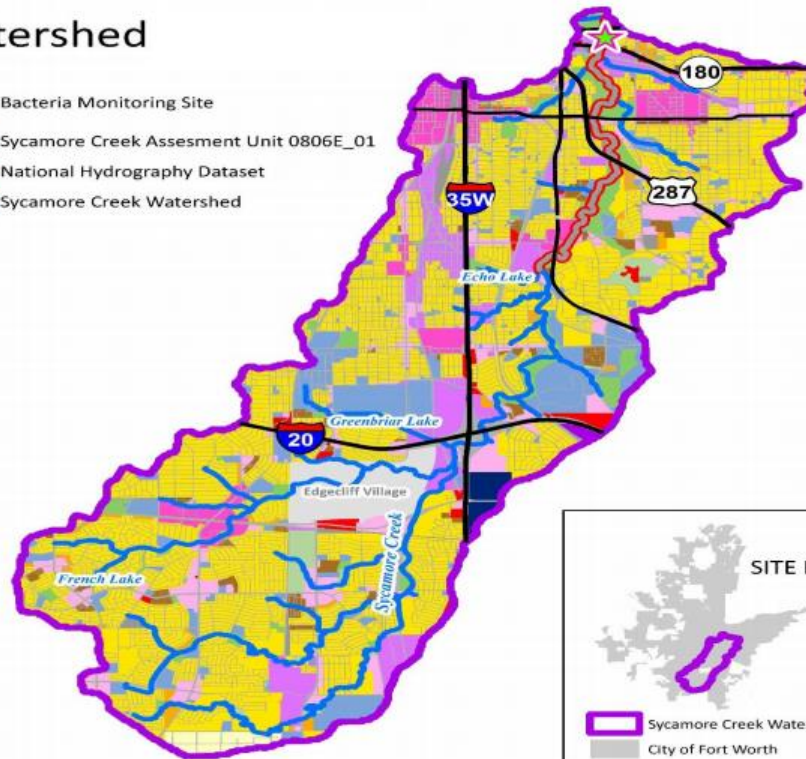 tershed
Bacteria Monitoring Site
Sycamore Creek Assesment Unit 0806E_01
National Hydrography Dataset
Sycamore Creek Watershed
180
35W
287
Echo Lake
Greenbriar Lake
20
Edgecliff Village
Sycamore Creek
French Lake
SITE
Sycamore Creek Wate
City of Fort Worth